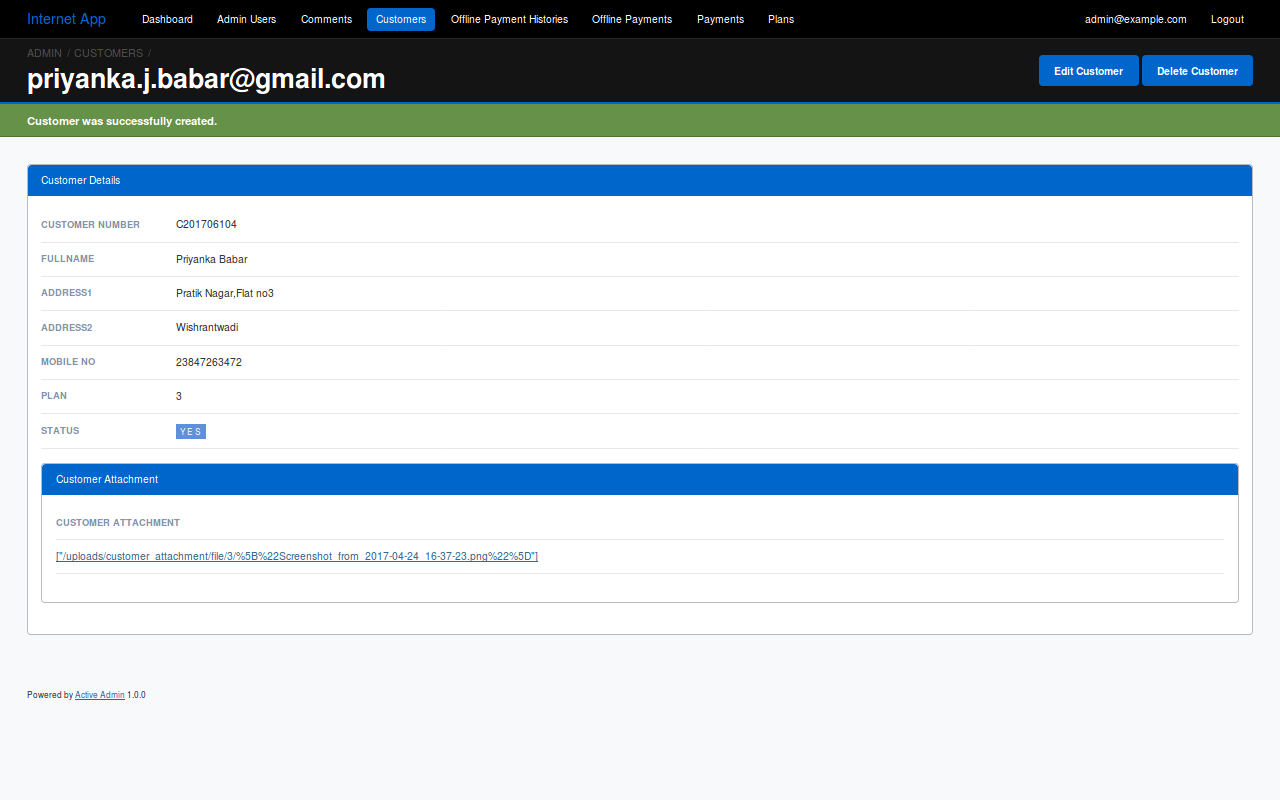 Internet App Dashboard Admin Users Comments Customers Offline Payment Histories Offline Payments Payments Plans admin@example.com Logout
ADMIN / CUSTOMERS /
priyanka.j.babar@gmail.com Edit Customer Delete Customer
Customer was successfully created.
Customer Details
CUSTOMER NUMBER C201706104
FULLNAME Priyanka Babar
ADDRESS1 Pratik Nagar,Flat no3
ADDRESS2 Wishrantwadi
MOBILE NO 23847263472
PLAN 3
STATUS YES
Customer Attachment
CUSTOMER ATTACHMENT
["/uploads/customer_attachment/file/3/%5B%22Screenshot_from_2017-04-24_16-37-23.png%22%5D"]
Powered by Active Admin 1.0.0